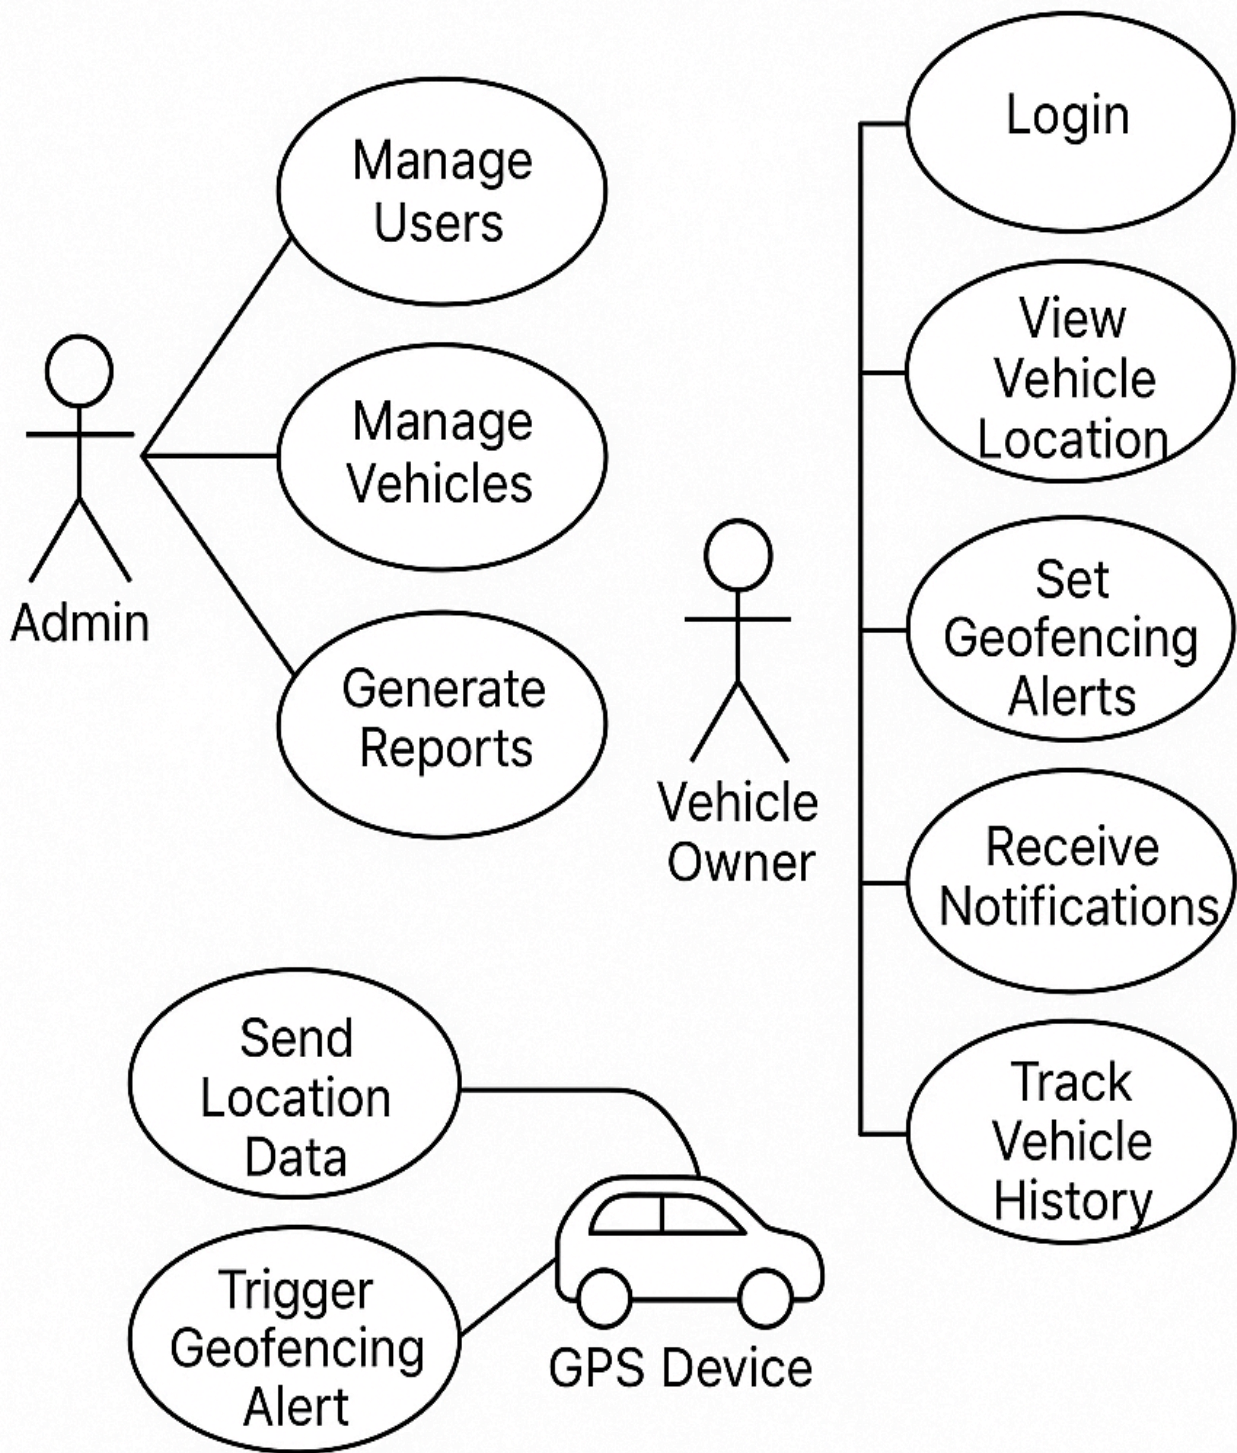 Manage
Users
Manage
Vehicles
Generate
Reports
Admin
Login
View
Vehicle
Location
Set
Geofencing
Alerts
Receive
Notifications
Track
Vehicle
History
Vehicle
Owner
Send
Location
Data
Trigger
Geofencing
Alert
GPS Device